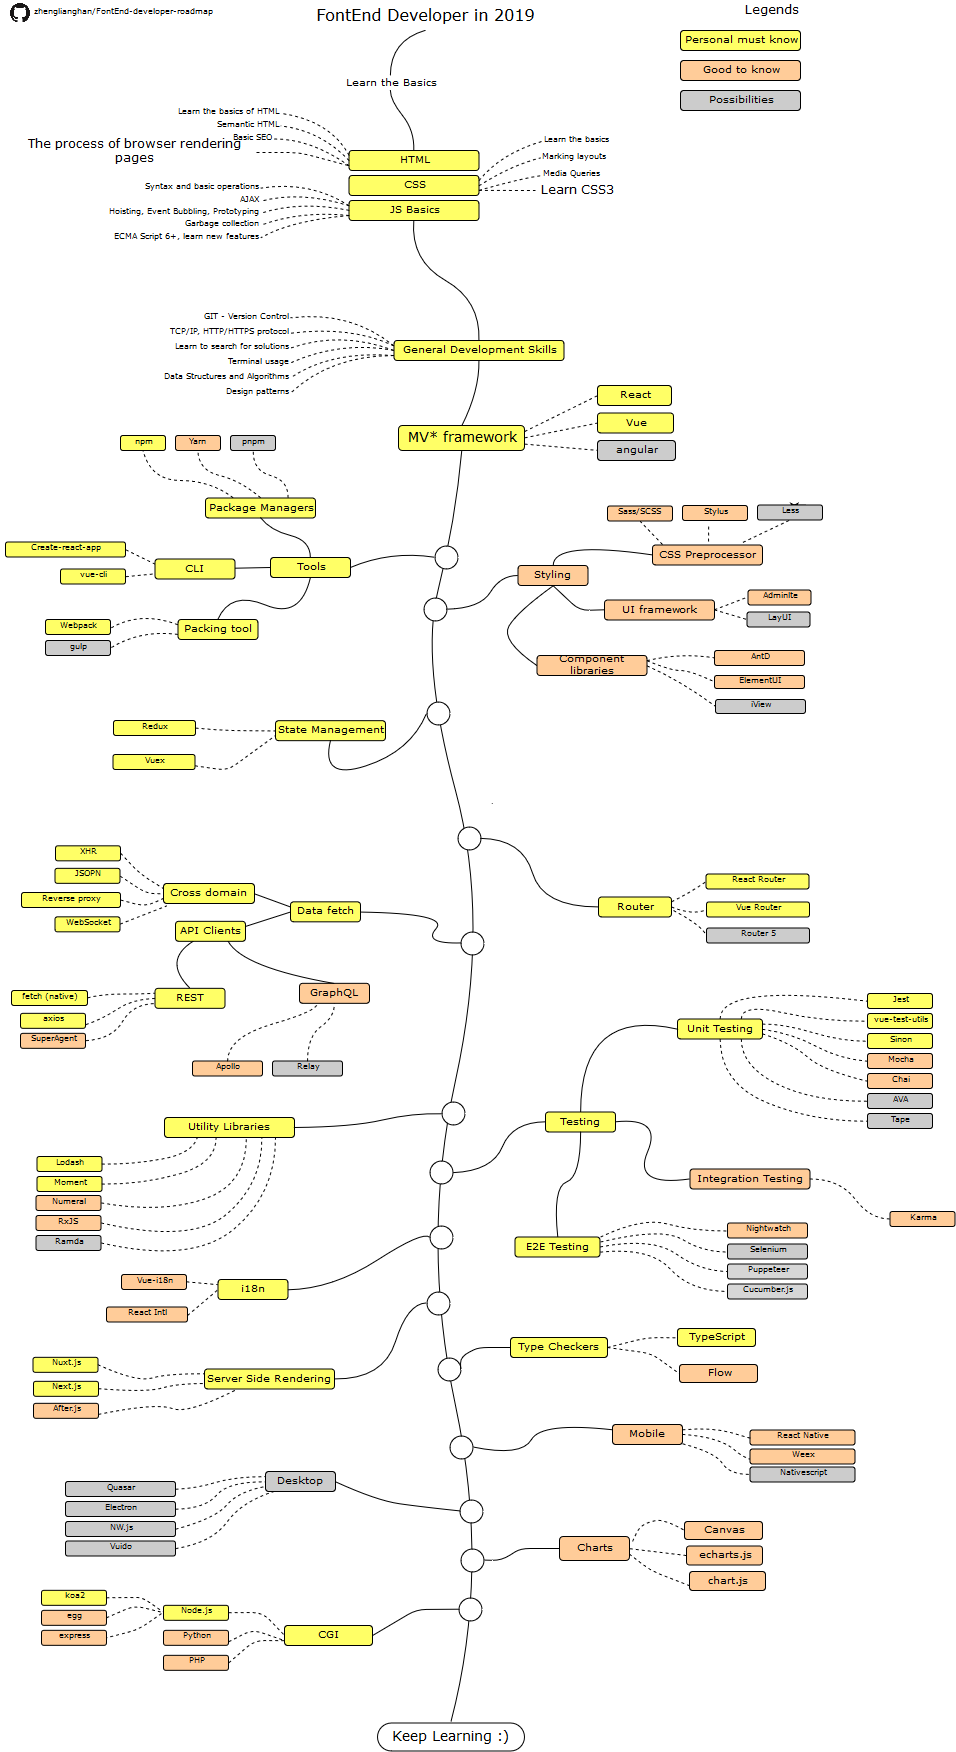 zhenglianghan/FontEnd-developer-roadmap
FontEnd Developer in 2019
Legends
Personal must know
Good to know
Possibilities
Learn the Basics
Learn the basics of HTML
Semantic HTML
Basic SEO
The process of browser rendering
pages
HTML
CSS
JS Basics
Learn the basics
Marking layouts
Media Queries
Learn CSS3
Syntax and basic operations
AJAX
Hoisting, Event Bubbling, Prototyping
Garbage collection
ECMA Script 6+, learn new features
GIT - Version Control
TCP/IP, HTTP/HTTPS protocol
Learn to search for solutions
Terminal usage
Data Structures and Algorithms
Design patterns
General Development Skills
MV* framework
React
Vue
angular
npm
Yarn
pnpm
Package Managers
Create-react-app
vue-cli
CLI
Tools
Webpack
gulp
Packing tool
Sass/SCSS
Stylus
Less
CSS Preprocessor
Styling
UI framework
Adminlte
LayUI
Component
libraries
AntD
ElementUI
iView
Redux
Vuex
State Management
XHR
JSOPN
Reverse proxy
WebSocket
Cross domain
Data fetch
API Clients
REST
GraphQL
fetch (native)
axios
SuperAgent
Apollo
Relay
Router
React Router
Vue Router
Router 5
Unit Testing
Jest
vue-test-utils
Sinon
Mocha
Chai
AVA
Tape
Utility Libraries
Lodash
Moment
Numeral
RxJS
Ramda
Testing
Integration Testing
Karma
E2E Testing
Nightwatch
Selenium
Puppeteer
Cucumber.js
Vue-i18n
React Intl
i18n
Type Checkers
TypeScript
Flow
Nuxt.js
Next.js
After.js
Server Side Rendering
Mobile
React Native
Weex
Nativescript
Desktop
Quasar
Electron
NW.js
Vuido
Charts
Canvas
echarts.js
chart.js
koa2
egg
express
Node.js
Python
PHP
CGI
Keep Learning :)